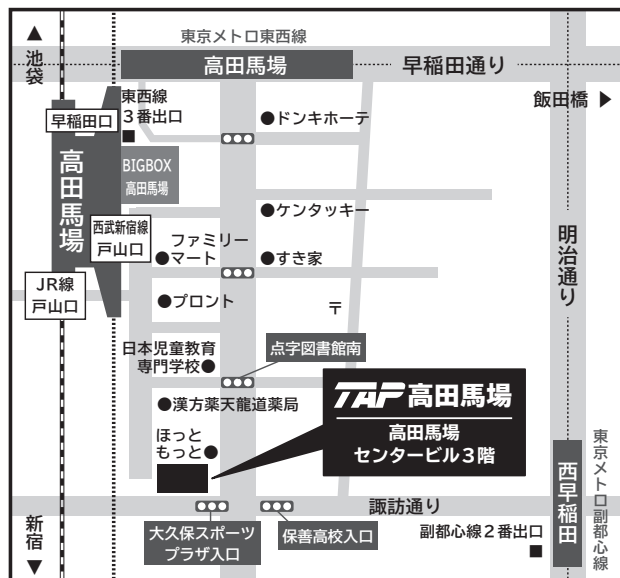 ▲
池袋
東京メトロ東西線
高田馬場
早稲田通り
飯田橋 ▶
早稲田口
東西線
3番出口
■
●ドンキホーテ
高田馬場
BIGBOX
高田馬場
西武新宿線
戸山口
●ケンタッキー
ファミリー
●マート
●すき家
明治通り
JR線
戸山口
●プロント
〒
日本児童教育
専門学校●
点字図書館南
●漢方薬天龍道薬局
TAP 高田馬場
高田馬場
センタービル3階
ほっと
もっと●
諏訪通り
西早稲田
東京メトロ副都心線
大久保スポーツ
プラザ入口
保善高校入口
副都心線2番出口
■
新宿
▼